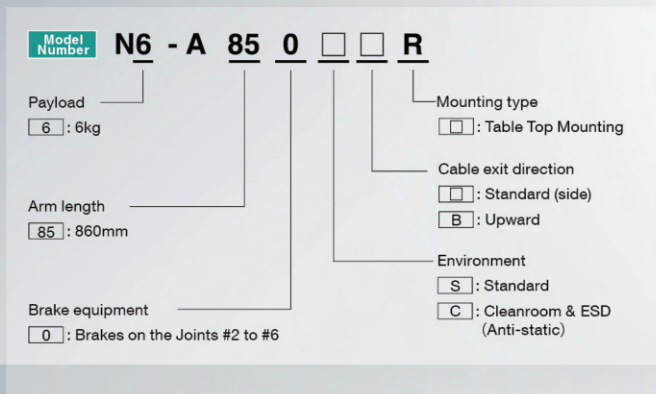 Model Number N6 - A 85 0 □ □ R
Payload
6 : 6kg
Arm length
85 : 860mm
Brake equipment
0 : Brakes on the Joints #2 to #6
Mounting type
□ : Table Top Mounting
Cable exit direction
□ : Standard (side)
B : Upward
Environment
S : Standard
C : Cleanroom & ESD
(Anti-static)